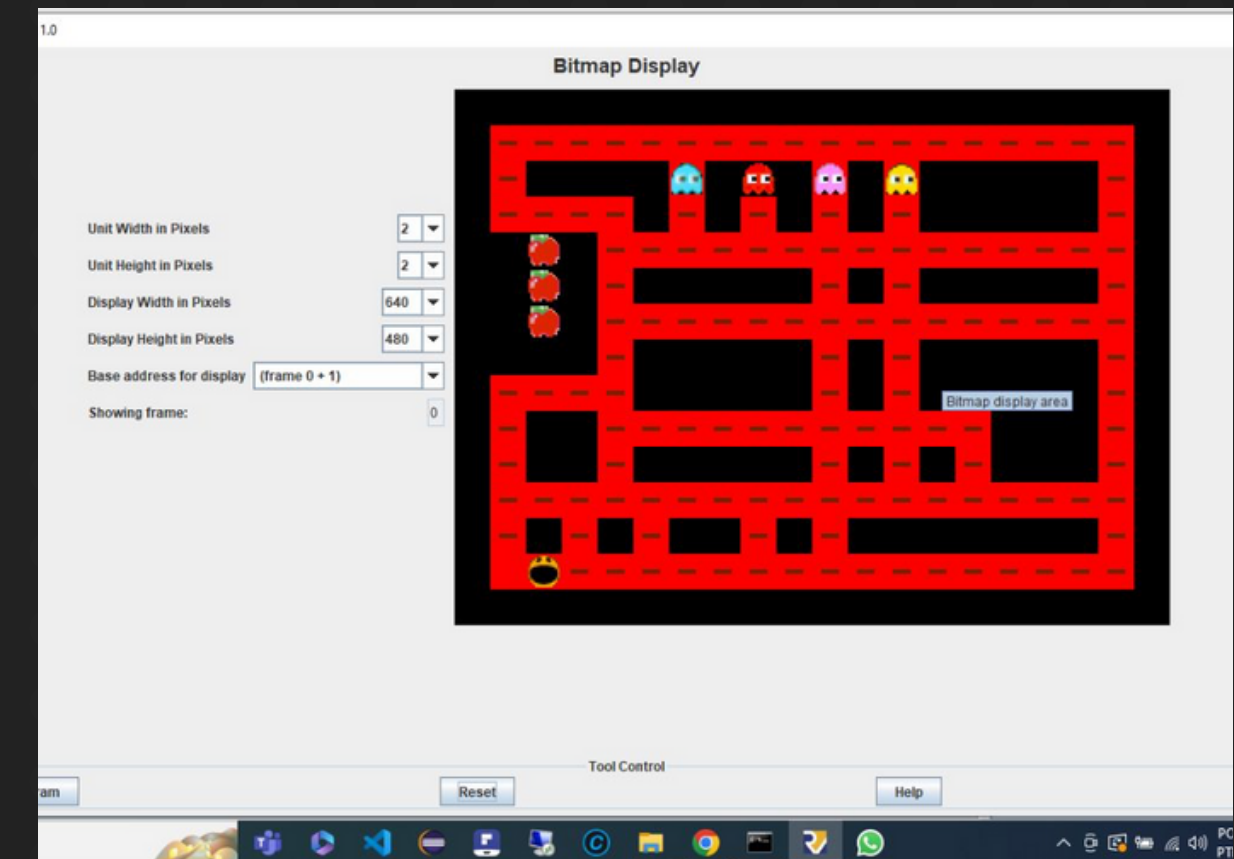 1.0
Bitmap Display
Unit Width in Pixels 2
Unit Height in Pixels 2
Display Width in Pixels 640
Display Height in Pixels 480
Base address for display (frame 0 + 1)
Showing frame: 0
Bitmap display area
Tool Control
ram Reset Help
PO
PT